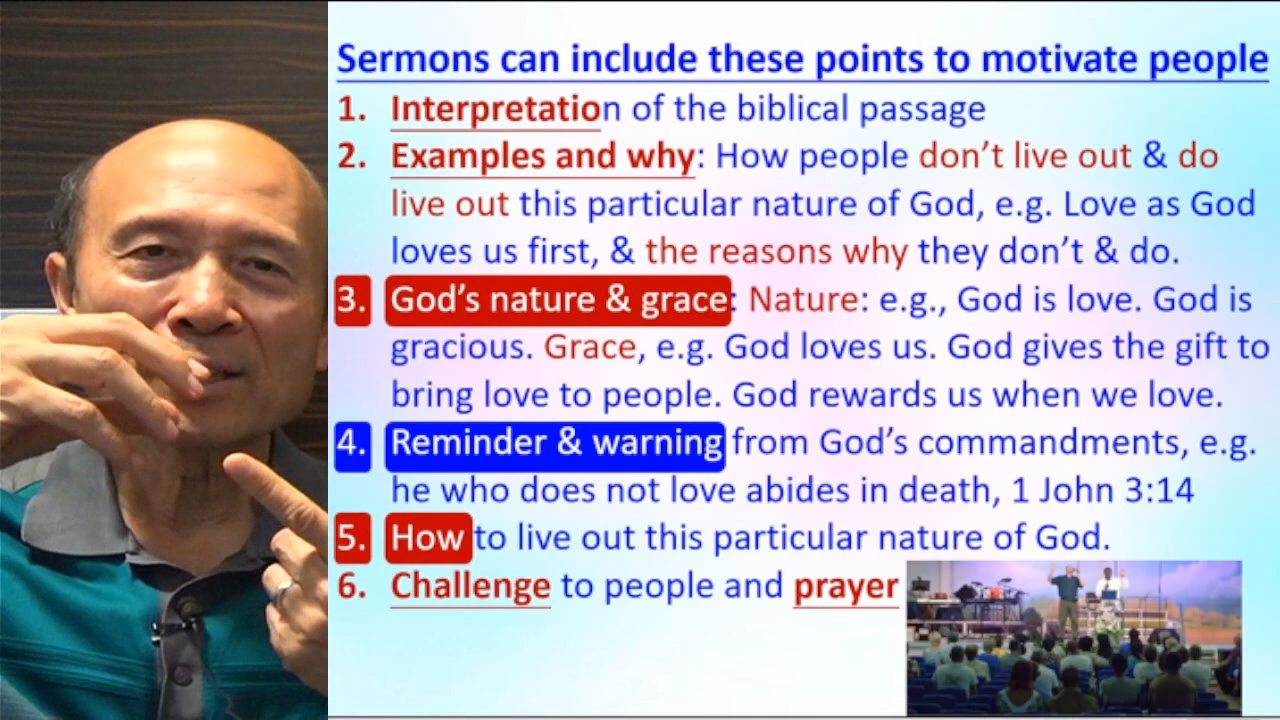 Sermons can include these points to motivate people
1. Interpretation of the biblical passage
2. Examples and why: How people don’t live out & do
live out this particular nature of God, e.g. Love as God
loves us first, & the reasons why they don’t & do.
3. God’s nature & grace: Nature: e.g., God is love. God is
gracious. Grace, e.g. God loves us. God gives the gift to
bring love to people. God rewards us when we love.
4. Reminder & warning from God’s commandments, e.g.
he who does not love abides in death, 1 John 3:14
5. How to live out this particular nature of God.
6. Challenge to people and prayer